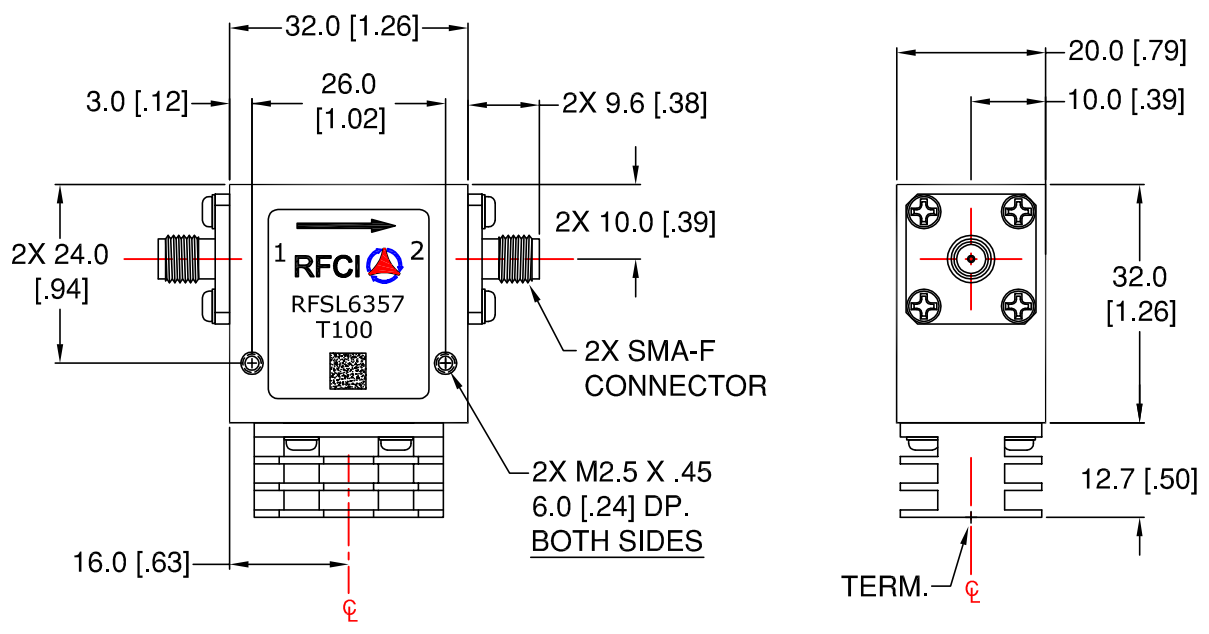 32.0 [1.26]
3.0 [.12]
26.0
[1.02]
2X 9.6 [.38]
2X 24.0
[.94]
2X 10.0 [.39]
1
2
RFCI
RFSL6357
T100
2X SMA-F
CONNECTOR
2X M2.5 X .45
6.0 [.24] DP.
BOTH SIDES
16.0 [.63]
℄
20.0 [.79]
10.0 [.39]
32.0
[1.26]
12.7 [.50]
TERM.
℄